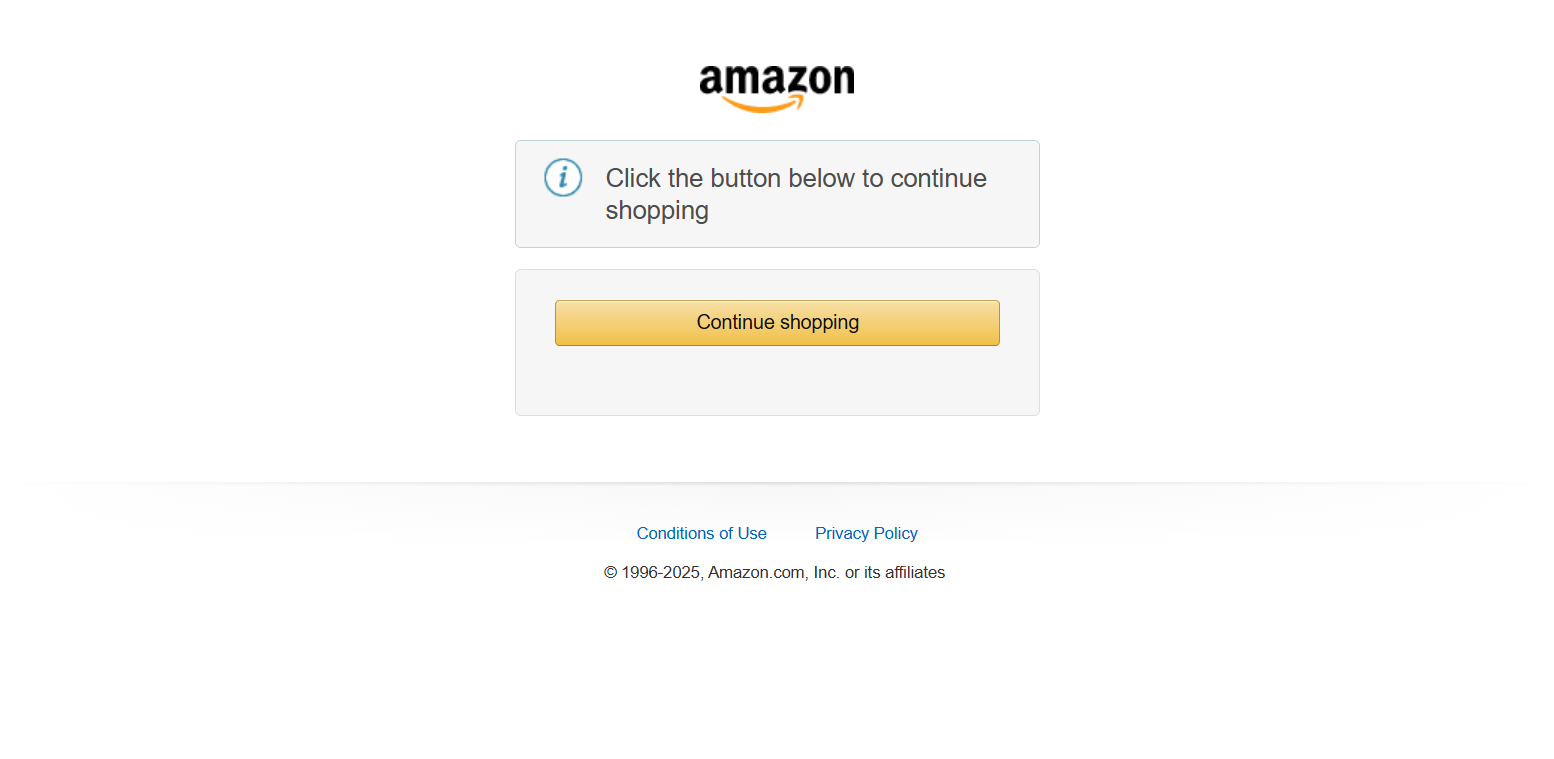 amazon
Click the button below to continue
shopping
Continue shopping
Conditions of Use Privacy Policy
© 1996-2025, Amazon.com, Inc. or its affiliates